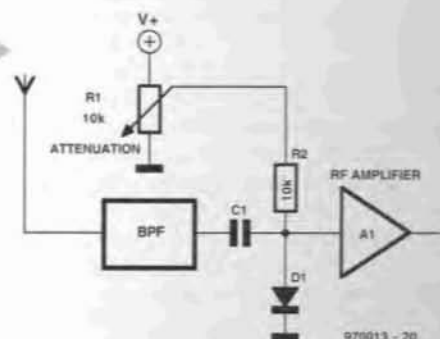 V+
R1
10k
ATTENUATION
R2
10k
RF AMPLIFIER
C1
BPF
A1
D1
970013 - 20